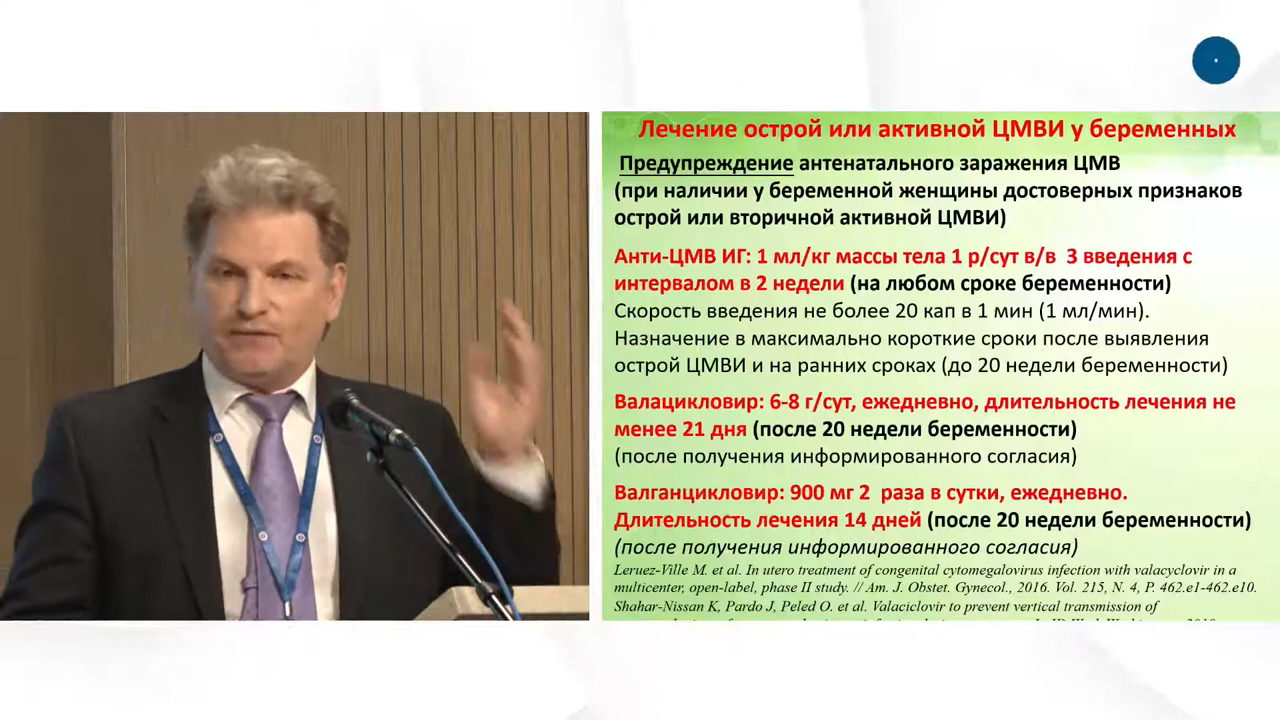 Лечение острой или активной ЦМВИ у беременных
Предупреждение антенатального заражения ЦМВ
(при наличии у беременной женщины достоверных признаков
острой или вторичной активной ЦМВИ)
Анти-ЦМВ ИГ: 1 мл/кг массы тела 1 р/сут в/в 3 введения с
интервалом в 2 недели (на любом сроке беременности)
Скорость введения не более 20 кап в 1 мин (1 мл/мин).
Назначение в максимально короткие сроки после выявления
острой ЦМВИ и на ранних сроках (до 20 недели беременности)
Валацикловир: 6-8 г/сут, ежедневно, длительность лечения не
менее 21 дня (после 20 недели беременности)
(после получения информированного согласия)
Валганцикловир: 900 мг 2 раза в сутки, ежедневно.
Длительность лечения 14 дней (после 20 недели беременности)
(после получения информированного согласия)
Leruez-Ville M. et al. In utero treatment of congenital cytomegalovirus infection with valacyclovir in a
multicenter, open-label, phase II study. // Am. J. Obstet. Gynecol., 2016. Vol. 215, N. 4, P. 462.e1-462.e10.
Shahar-Nissan K, Pardo J, Peled O. et al. Valaciclovir to prevent vertical transmission of